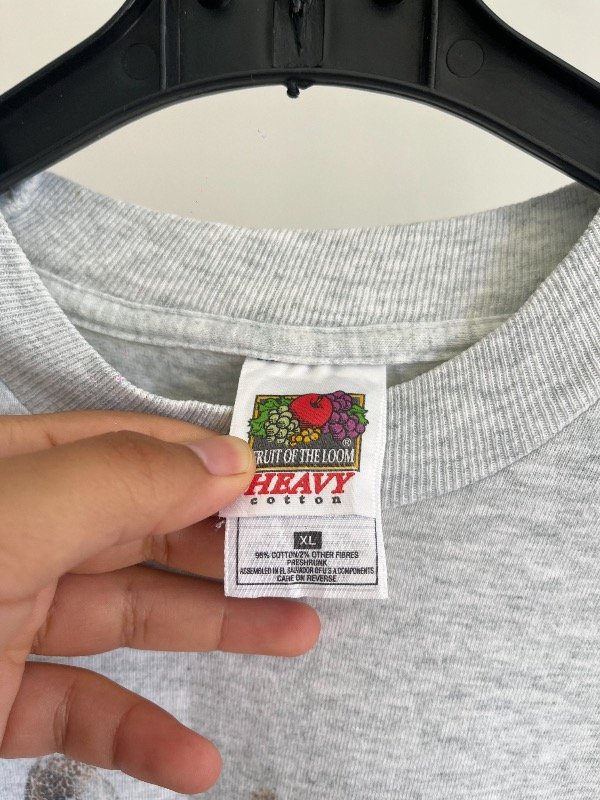 ®
FRUIT OF THE LOOM
HEAVY
cotton
XL
98% COTTON/2% OTHER FIBRES
PRESHRUNK
ASSEMBLED IN EL SALVADOR OF U S A COMPONENTS
CARE ON REVERSE